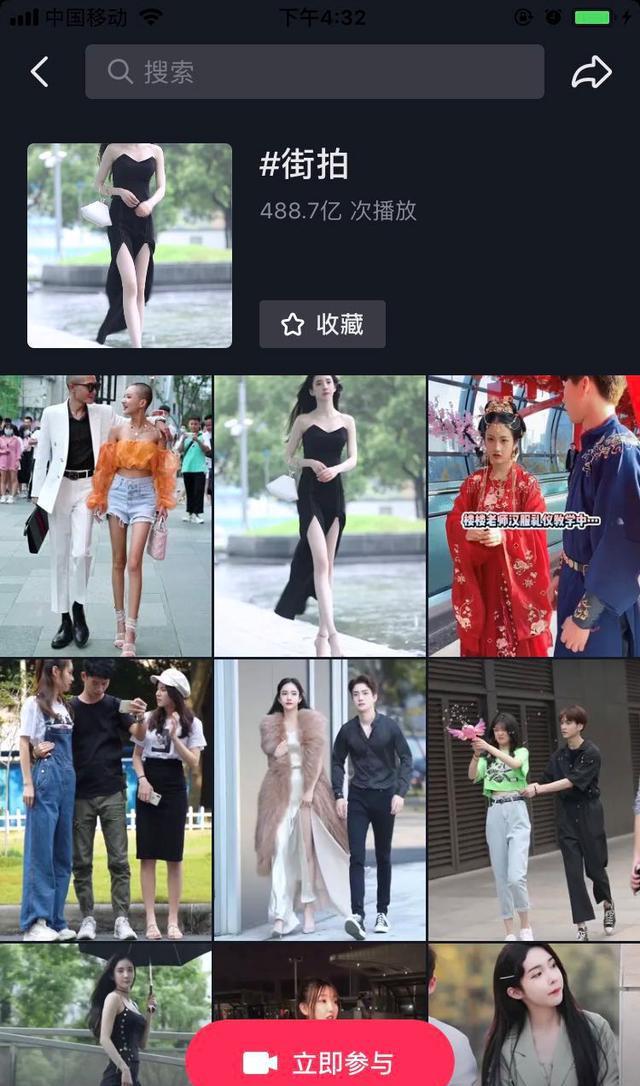 中国移动
下午4:32
搜索
#街拍
488.7亿 次播放
收藏
楼楼老师汉服礼仪教学中...
立即参与